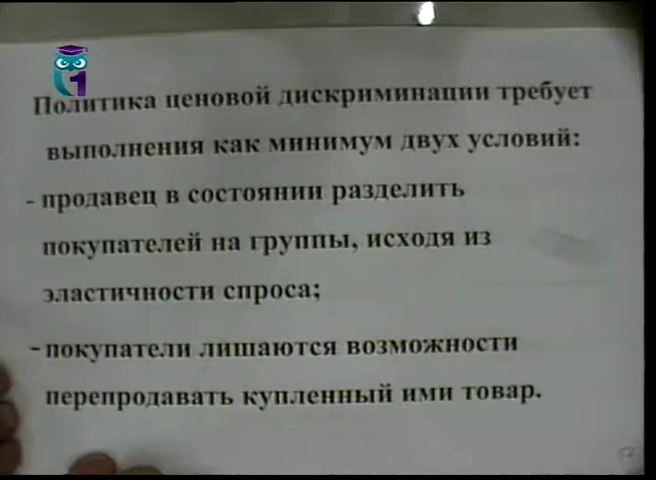 1
Политика ценовой дискриминации требует
выполнения как минимум двух условий:
- продавец в состоянии разделить
покупателей на группы, исходя из
эластичности спроса;
- покупатели лишаются возможности
перепродавать купленный ими товар.